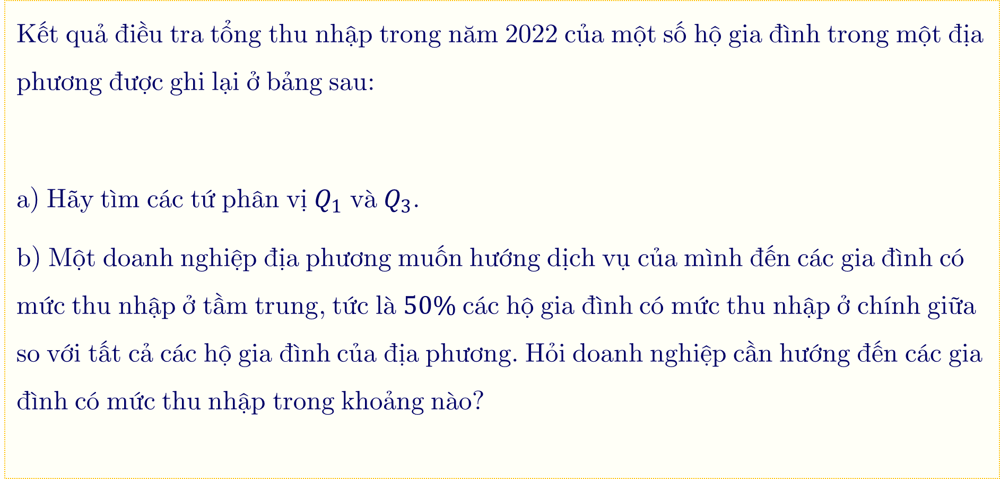 Kết quả điều tra tổng thu nhập trong năm 2022 của một số hộ gia đình trong một địa
phương được ghi lại ở bảng sau:
a) Hãy tìm các tứ phân vị Q₁ và Q₃.
b) Một doanh nghiệp địa phương muốn hướng dịch vụ của mình đến các gia đình có
mức thu nhập ở tầm trung, tức là 50% các hộ gia đình có mức thu nhập ở chính giữa
so với tất cả các hộ gia đình của địa phương. Hỏi doanh nghiệp cần hướng đến các gia
đình có mức thu nhập trong khoảng nào?